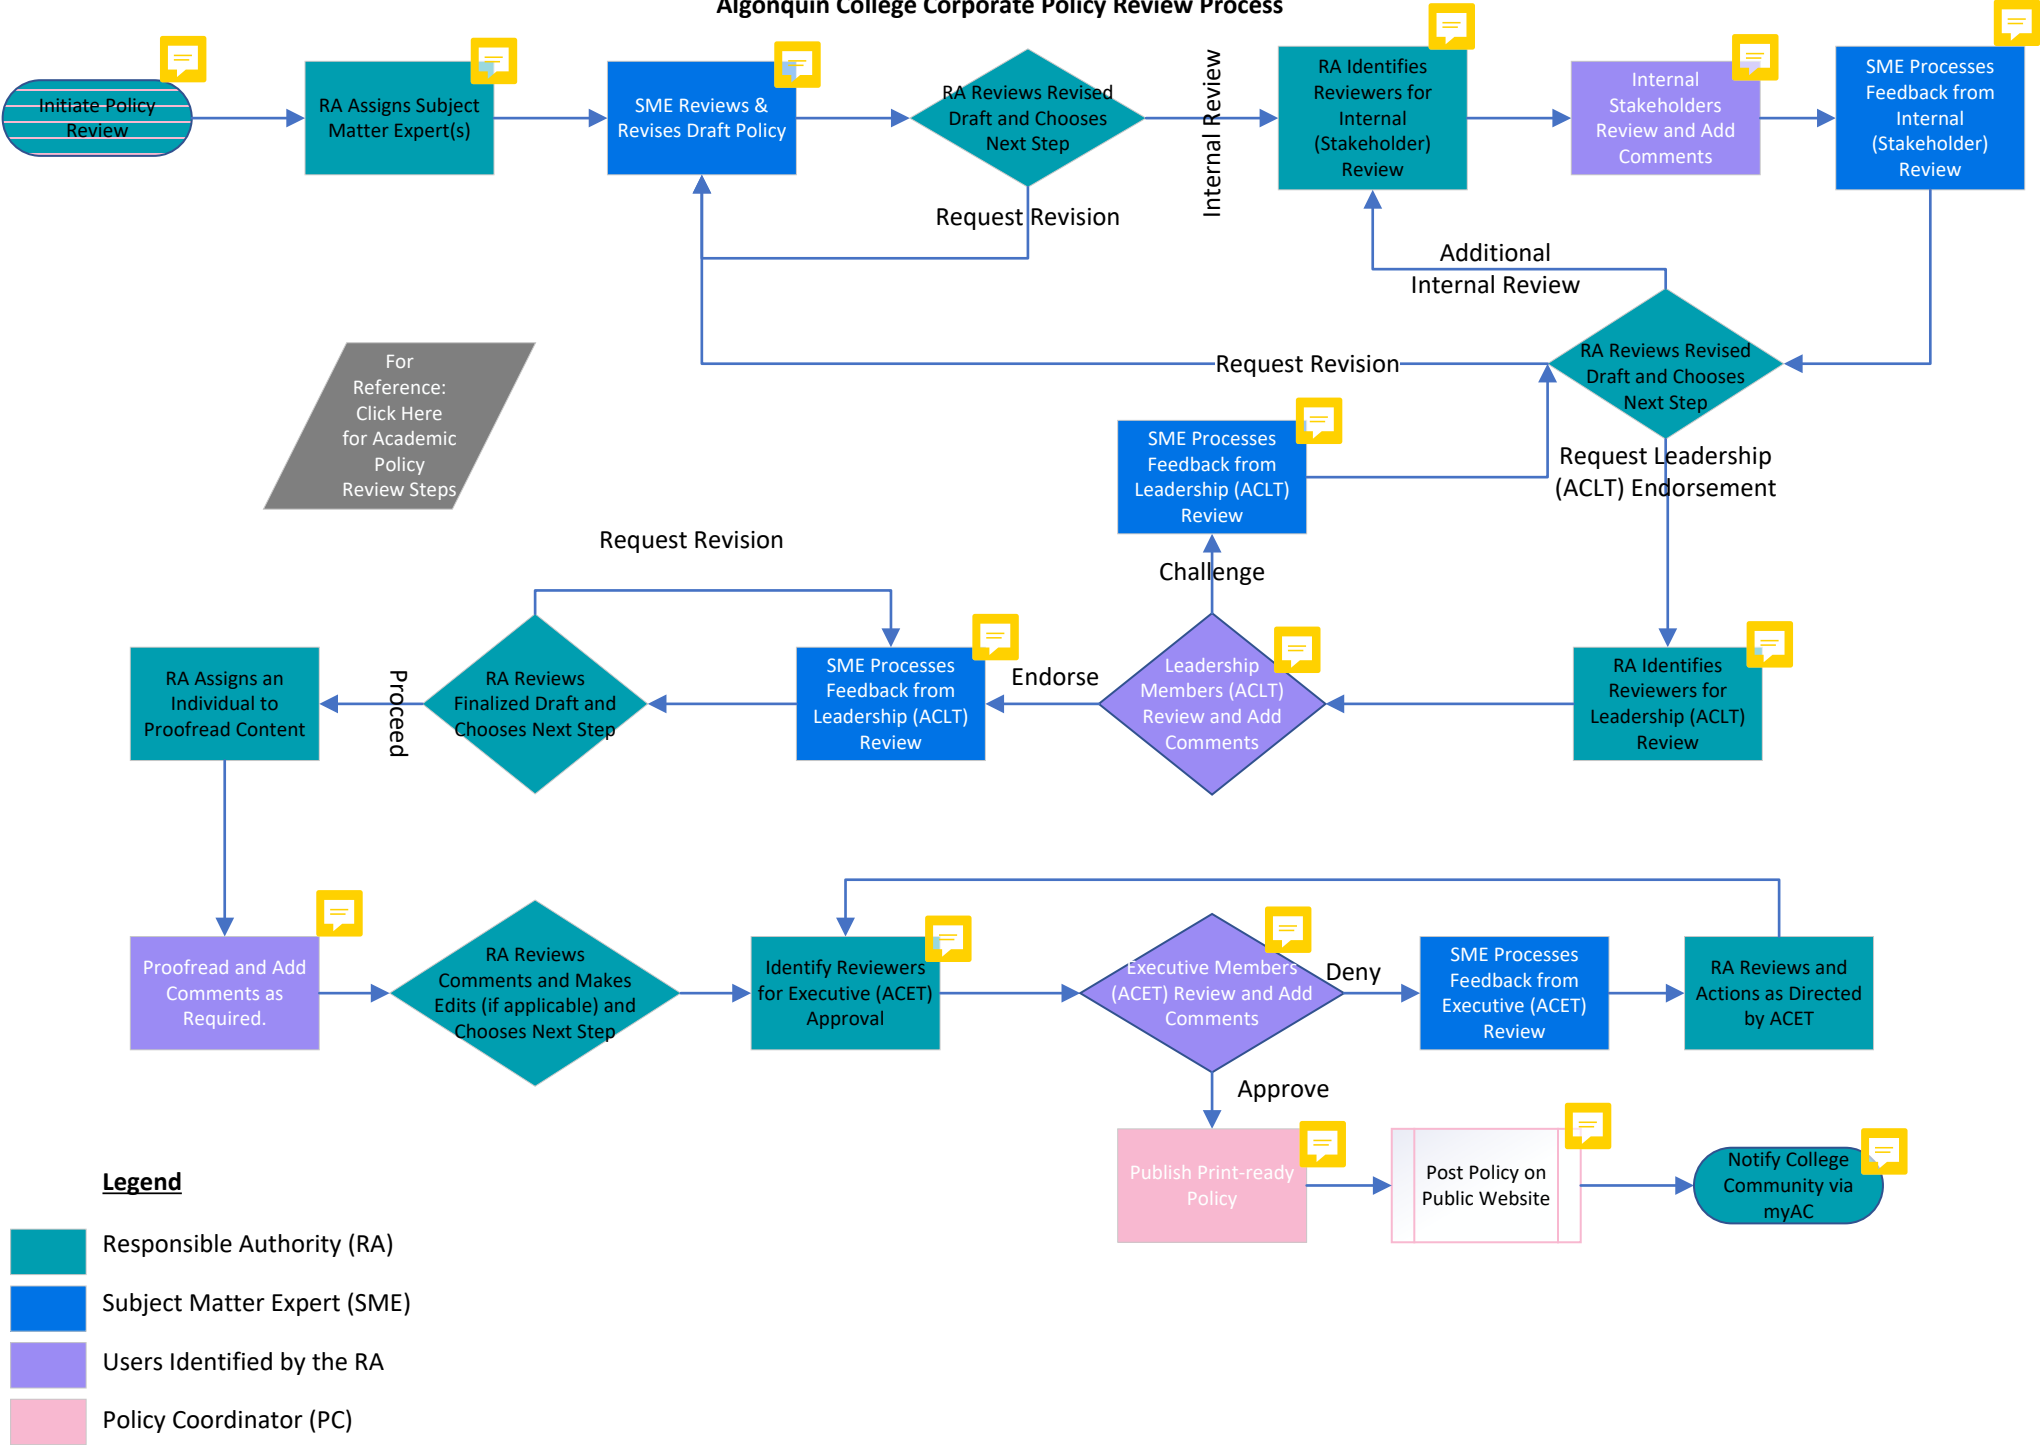 Algonquin College Corporate Policy Review Process
Initiate Policy
Review
RA Assigns Subject
Matter Expert(s)
SME Reviews &
Revises Draft Policy
RA Reviews Revised
Draft and Chooses
Next Step
Internal Review
RA Identifies
Reviewers for
Internal
(Stakeholder)
Review
Internal
Stakeholders
Review and Add
Comments
SME Processes
Feedback from
Internal
(Stakeholder)
Review
Request Revision
Additional
Internal Review
For
Reference:
Click Here
for Academic
Policy
Review Steps
Request Revision
RA Reviews Revised
Draft and Chooses
Next Step
SME Processes
Feedback from
Leadership (ACLT)
Review
Request Leadership
(ACLT) Endorsement
Request Revision
Challenge
RA Assigns an
Individual to
Proofread Content
Proceed
RA Reviews
Finalized Draft and
Chooses Next Step
SME Processes
Feedback from
Leadership (ACLT)
Review
Endorse
Leadership
Members (ACLT)
Review and Add
Comments
RA Identifies
Reviewers for
Leadership (ACLT)
Review
Proofread and Add
Comments as
Required.
RA Reviews
Comments and Makes
Edits (if applicable) and
Chooses Next Step
Identify Reviewers
for Executive (ACET)
Approval
Executive Members
(ACET) Review and Add
Comments
Deny
SME Processes
Feedback from
Executive (ACET)
Review
RA Reviews and
Actions as Directed
by ACET
Approve
Publish Print-ready
Policy
Post Policy on
Public Website
Notify College
Community via
myAC
Legend
Responsible Authority (RA)
Subject Matter Expert (SME)
Users Identified by the RA
Policy Coordinator (PC)